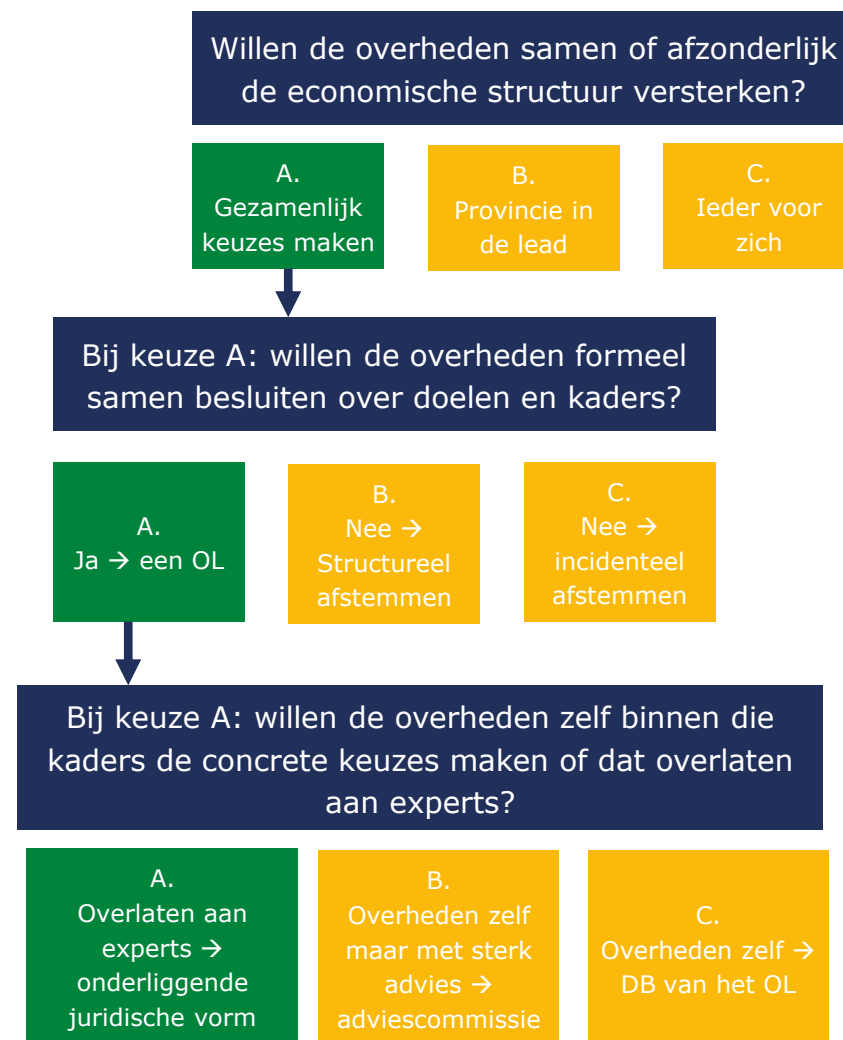 Willen de overheden samen of afzonderlijk
de economische structuur versterken?
A.
Gezamenlijk
keuzes maken
B.
Provincie in
de lead
C.
Ieder voor
zich
Bij keuze A: willen de overheden formeel
samen besluiten over doelen en kaders?
A.
Ja → een OL
B.
Nee →
Structureel
afstemmen
C.
Nee →
incidenteel
afstemmen
Bij keuze A: willen de overheden zelf binnen die
kaders de concrete keuzes maken of dat overlaten
aan experts?
A.
Overlaten aan
experts →
onderliggende
juridische vorm
B.
Overheden zelf
maar met sterk
advies →
adviescommissie
C.
Overheden zelf →
DB van het OL